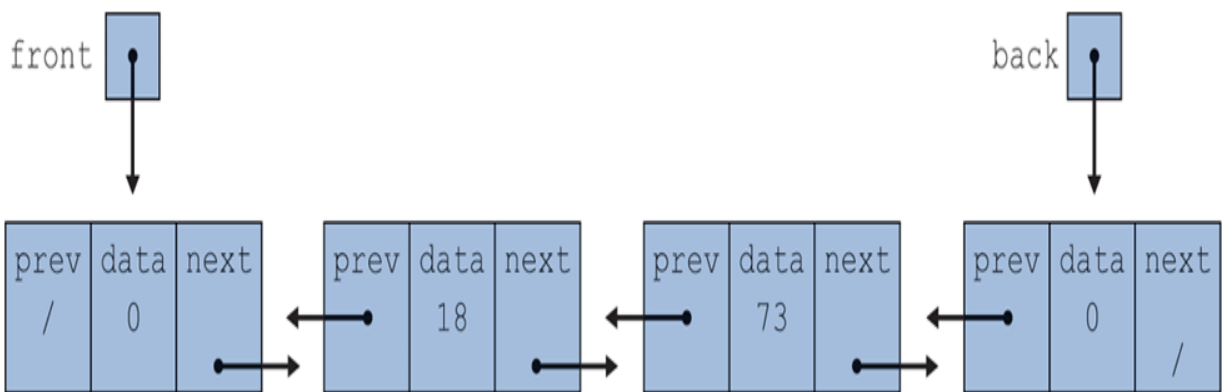 front back
prev data next prev data next prev data next prev data next
/ 0 18 73 0
/